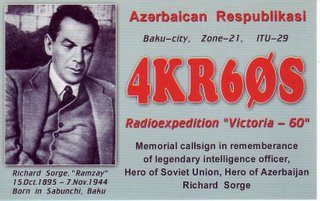 Azərbaican Respublikasi
Baku-city, Zone-21, ITU-29
4KR60S
Radioexpedition "Victoria – 60"
Memorial callsign in rememberance
of legendary intelligence officer,
Hero of Soviet Union, Hero of Azerbaijan
Richard Sorge
Richard Sorge, "Ramzay"
15.Oct.1895 – 7.Nov.1944
Born in Sabunchi, Baku